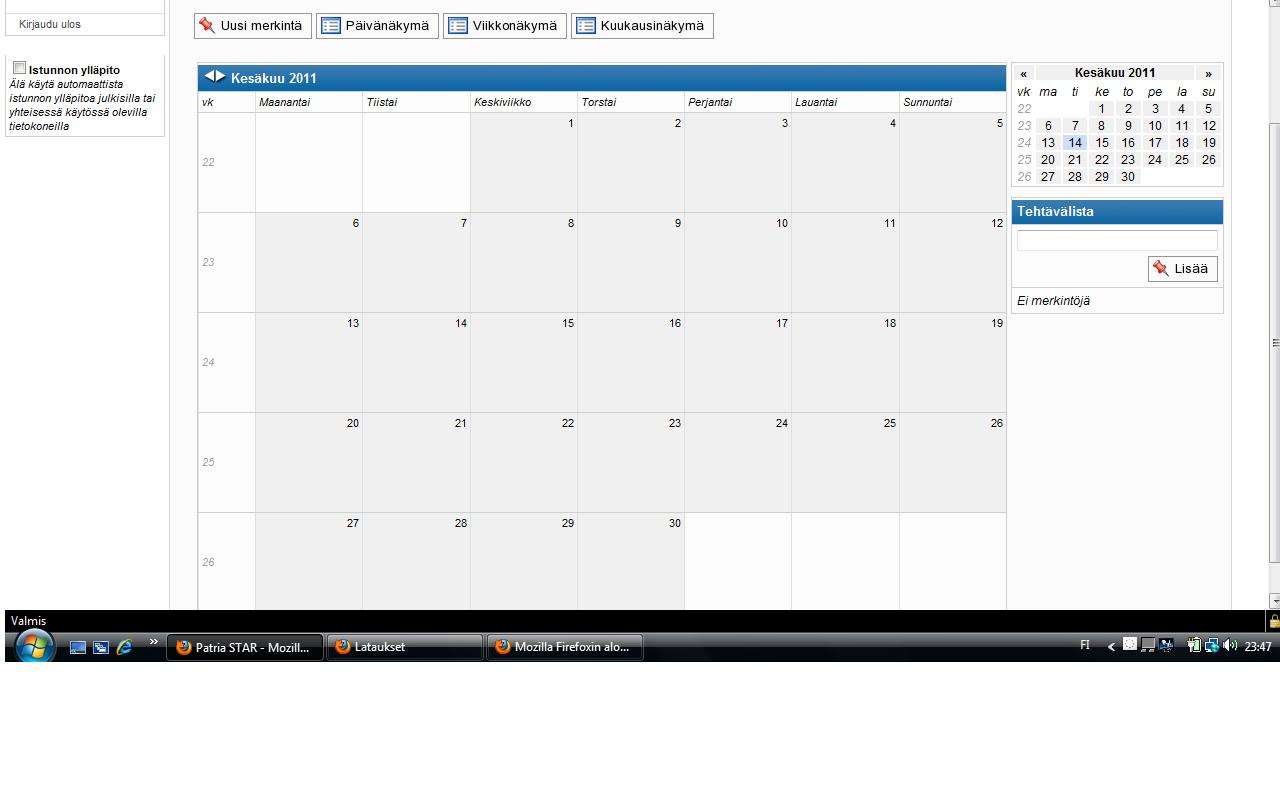 Kirjaudu ulos
Istunnon ylläpito
Älä käytä automaattista
istunnon ylläpitoa julkisilla tai
yhteisessä käytössä olevilla
tietokoneilla
Uusi merkintä Päivänäkymä Viikkonäkymä Kuukausinäkymä
Kesäkuu 2011
vk Maanantai Tiistai Keskiviikko Torstai Perjantai Lauantai Sunnuntai
1 2 3 4 5
22
6 7 8 9 10 11 12
23
13 14 15 16 17 18 19
24
20 21 22 23 24 25 26
25
27 28 29 30
26
« Kesäkuu 2011 »
vk ma ti ke to pe la su
22 1 2 3 4 5
23 6 7 8 9 10 11 12
24 13 14 15 16 17 18 19
25 20 21 22 23 24 25 26
26 27 28 29 30
Tehtävälista
Lisää
Ei merkintöjä
Valmis
» Patria STAR - Mozill... Lataukset Mozilla Firefoxin alo... FI < 23:47